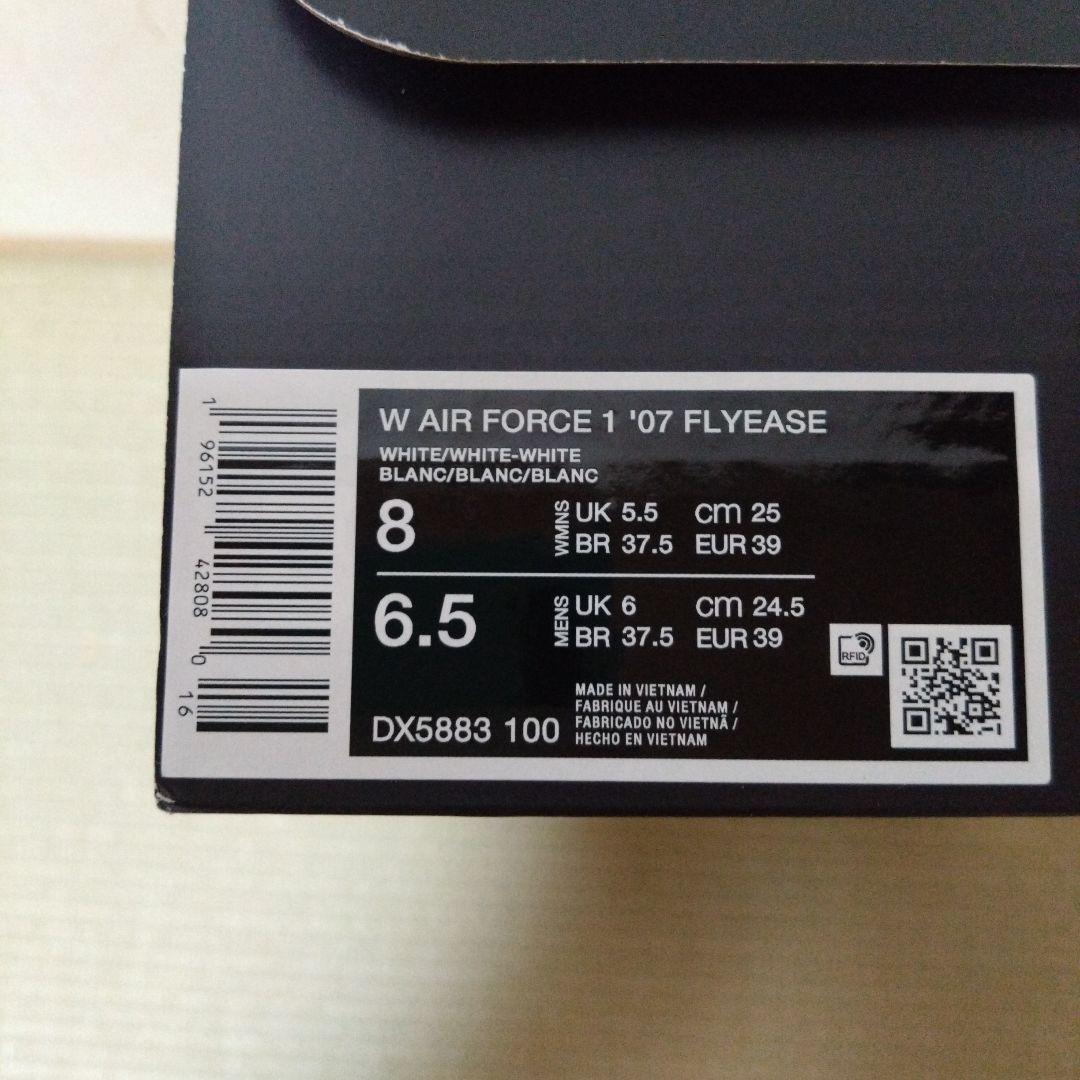 W AIR FORCE 1 '07 FLYEASE
WHITE/WHITE-WHITE
BLANC/BLANC/BLANC
8 WMNS UK 5.5 cm 25
BR 37.5 EUR 39
6.5 MENS UK 6 cm 24.5
BR 37.5 EUR 39
RFID
DX5883 100
MADE IN VIETNAM /
FABRIQUE AU VIETNAM /
FABRICADO NO VIETNÃ /
HECHO EN VIETNAM
1 96152 42808 0 16